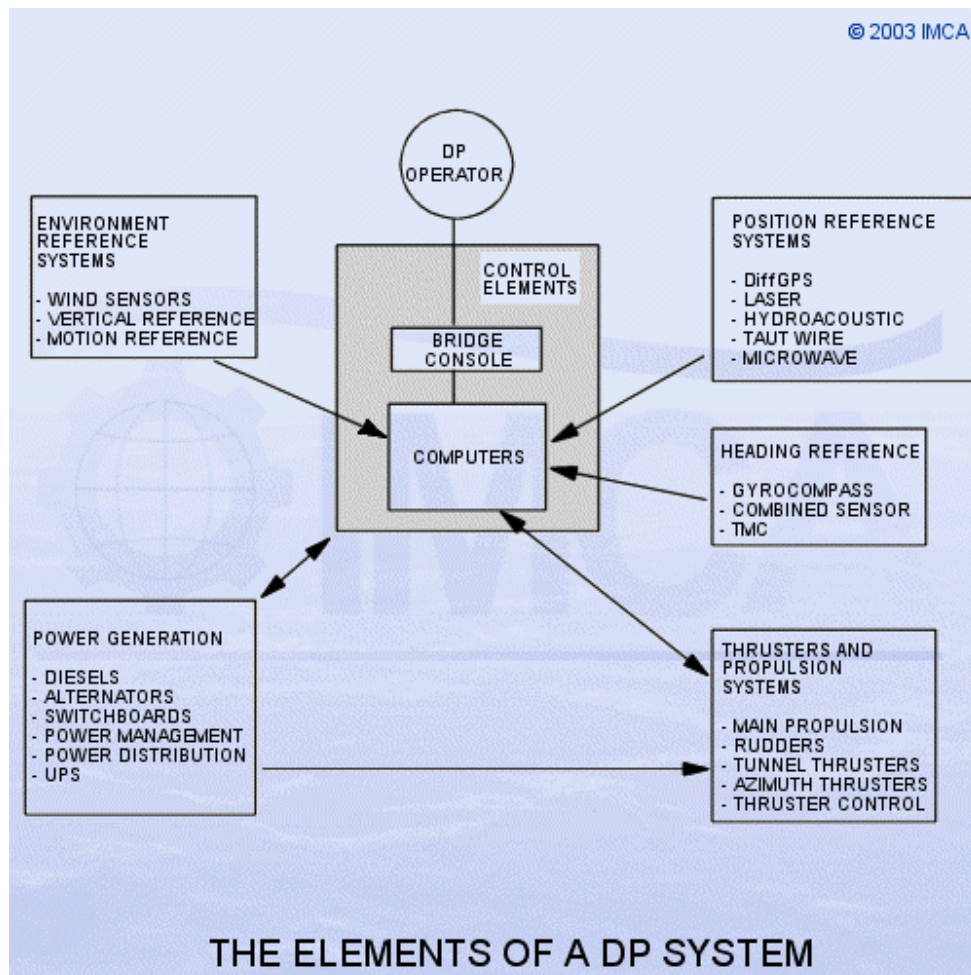 © 2003 IMCA
DP
OPERATOR
ENVIRONMENT
REFERENCE
SYSTEMS
- WIND SENSORS
- VERTICAL REFERENCE
- MOTION REFERENCE
CONTROL
ELEMENTS
BRIDGE
CONSOLE
COMPUTERS
POSITION REFERENCE
SYSTEMS
- DiffGPS
- LASER
- HYDROACOUSTIC
- TAUT WIRE
- MICROWAVE
HEADING REFERENCE
- GYROCOMPASS
- COMBINED SENSOR
- TMC
POWER GENERATION
- DIESELS
- ALTERNATORS
- SWITCHBOARDS
- POWER MANAGEMENT
- POWER DISTRIBUTION
- UPS
THRUSTERS AND
PROPULSION
SYSTEMS
- MAIN PROPULSION
- RUDDERS
- TUNNEL THRUSTERS
- AZIMUTH THRUSTERS
- THRUSTER CONTROL
IMCA
THE ELEMENTS OF A DP SYSTEM